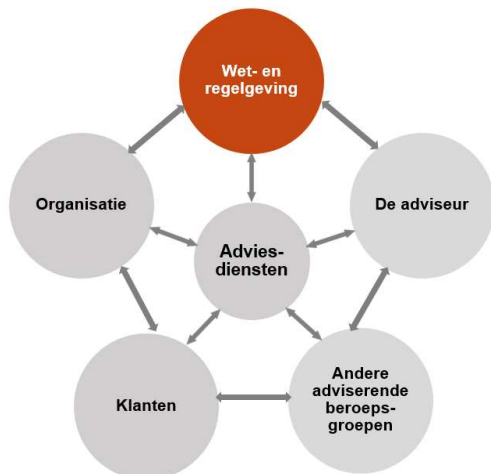 Wet- en
regelgeving
Organisatie
De adviseur
Advies-
diensten
Klanten
Andere
adviserende
beroeps-
groepen